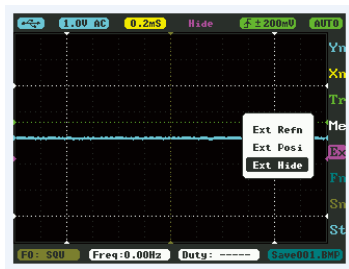 1.0V AC 0.2mS Hide ±200mV AUTO
Yn
Xn
Tr
Me
Ex
Fn
Sn
St
Ext Refn
Ext Posi
Ext Hide
FO: SQU Freq:0.00Hz Duty: ----- Save001.BMP